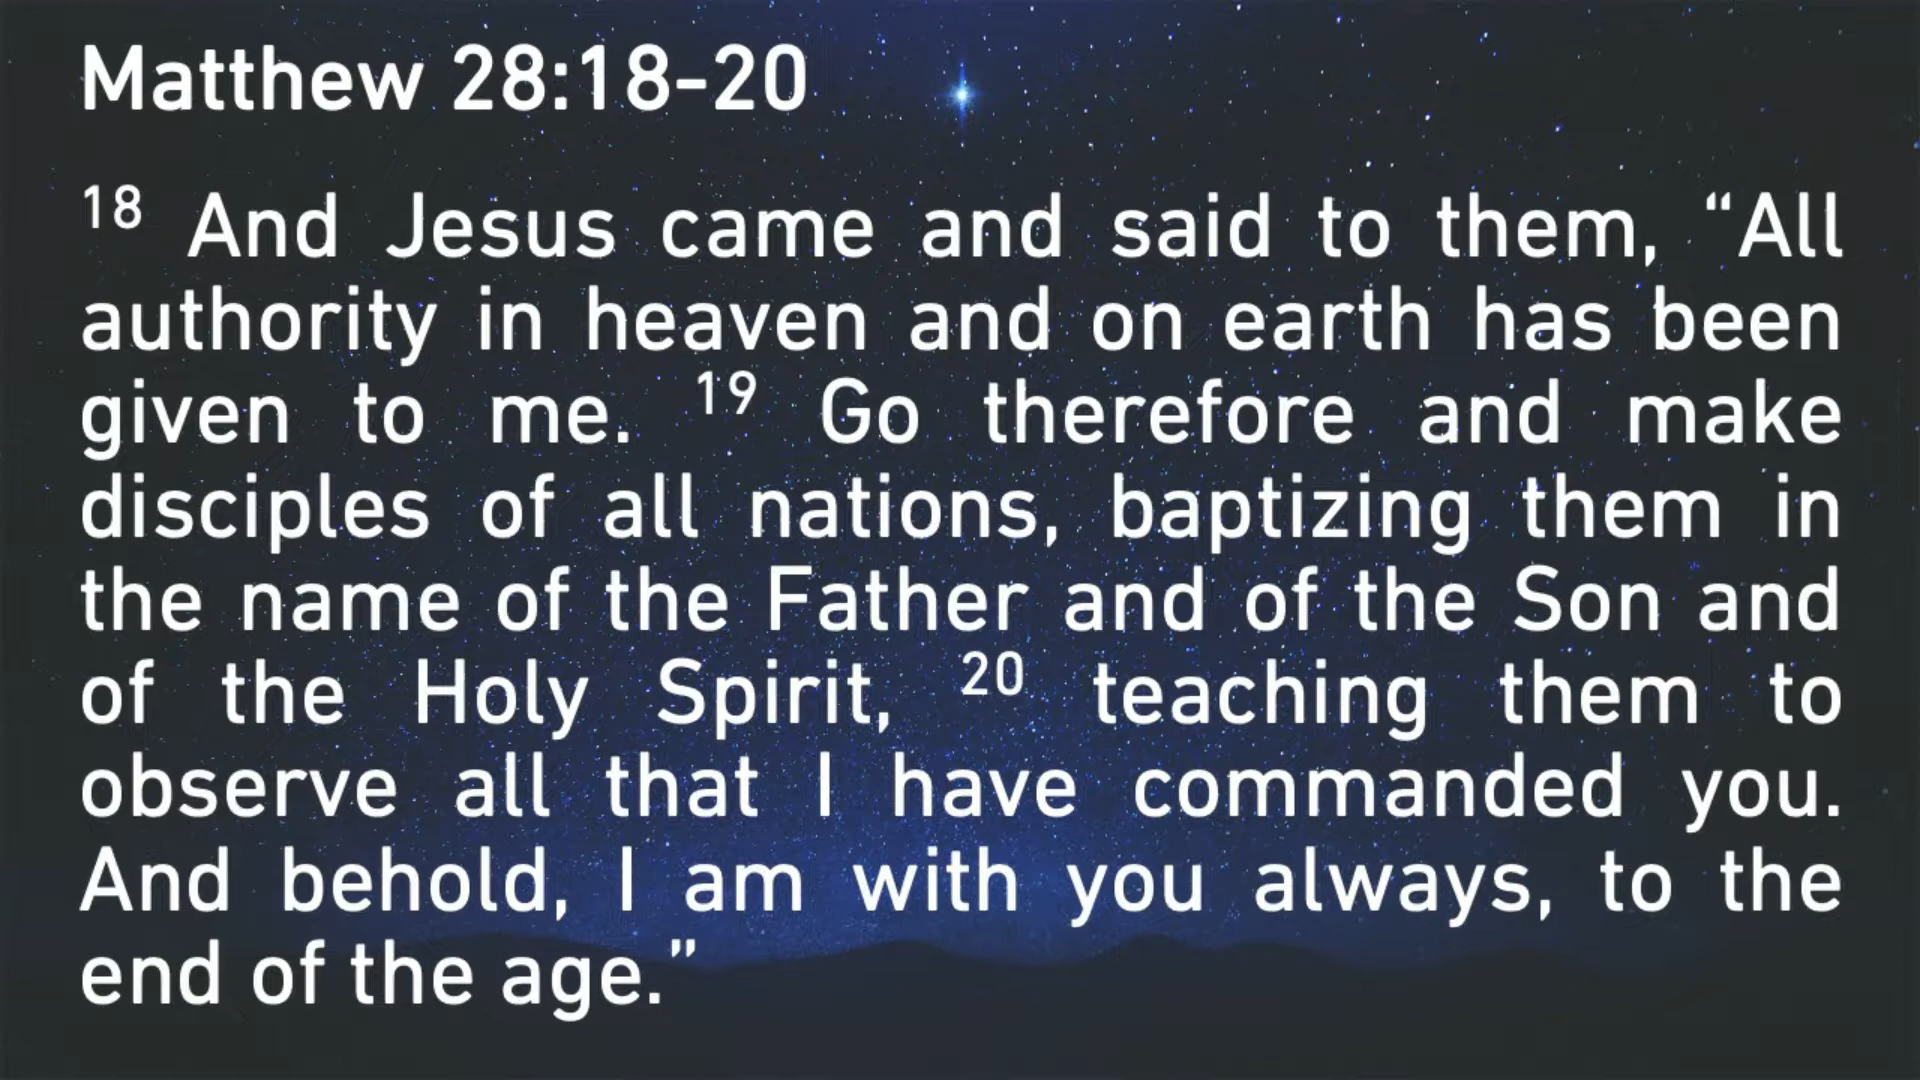 Matthew 28:18-20
18 And Jesus came and said to them, “All
authority in heaven and on earth has been
given to me. 19 Go therefore and make
disciples of all nations, baptizing them in
the name of the Father and of the Son and
of the Holy Spirit, 20 teaching them to
observe all that I have commanded you.
And behold, I am with you always, to the
end of the age.”